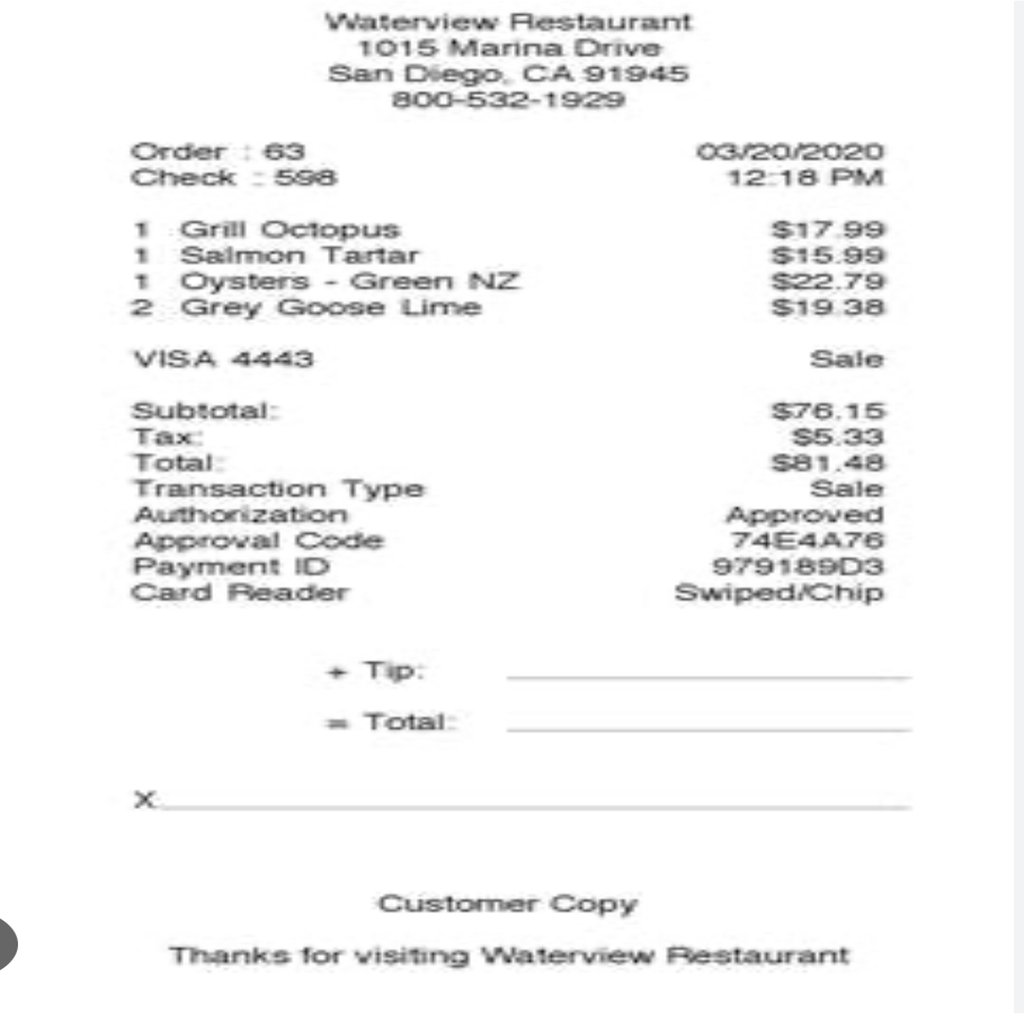 Waterview Restaurant
1015 Marina Drive
San Diego, CA 91945
800-532-1929
Order : 63 03/20/2020
Check : 598 12:18 PM
1 Grill Octopus $17.99
1 Salmon Tartar $15.99
1 Oysters - Green NZ $22.79
2 Grey Goose Lime $19.38
VISA 4443 Sale
Subtotal: $76.15
Tax: $5.33
Total: $81.48
Transaction Type Sale
Authorization Approved
Approval Code 74E4A76
Payment ID 979189D3
Card Reader Swiped/Chip
+ Tip:
= Total:
X
Customer Copy
Thanks for visiting Waterview Restaurant